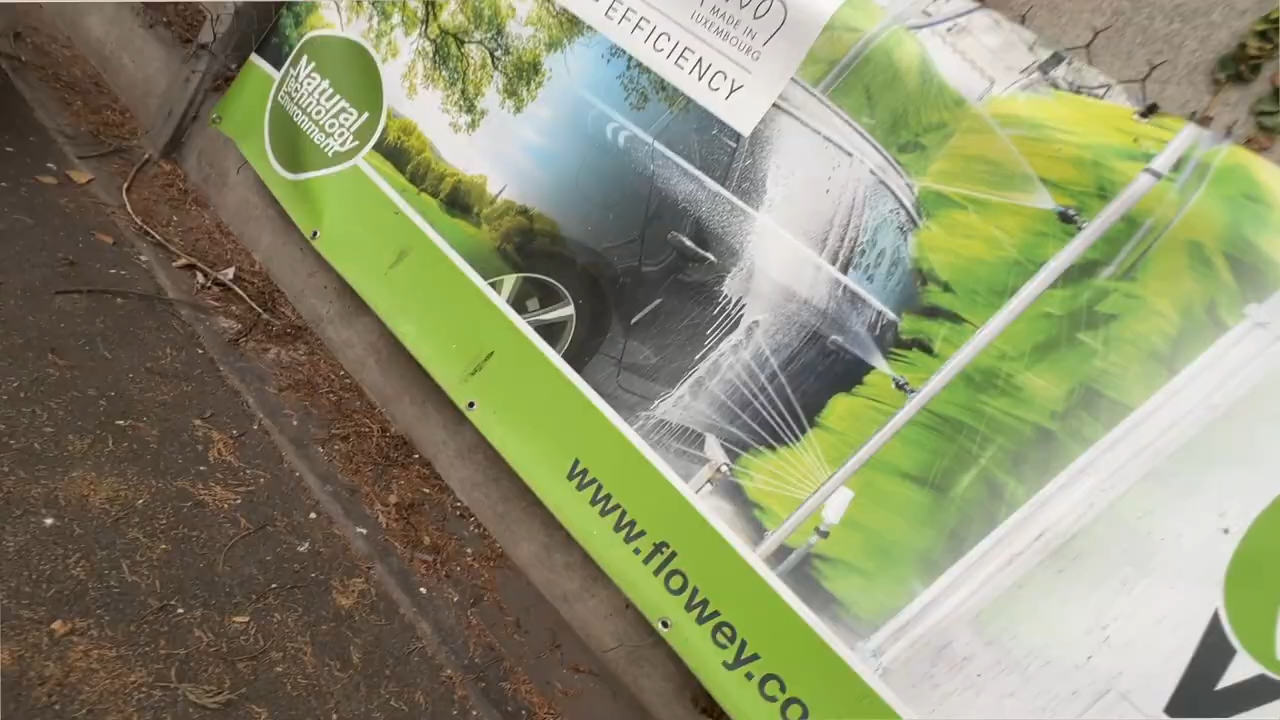 MADE IN
LUXEMBOURG
EFFICIENCY
Natural
Technology
Environment
www.flowey.co